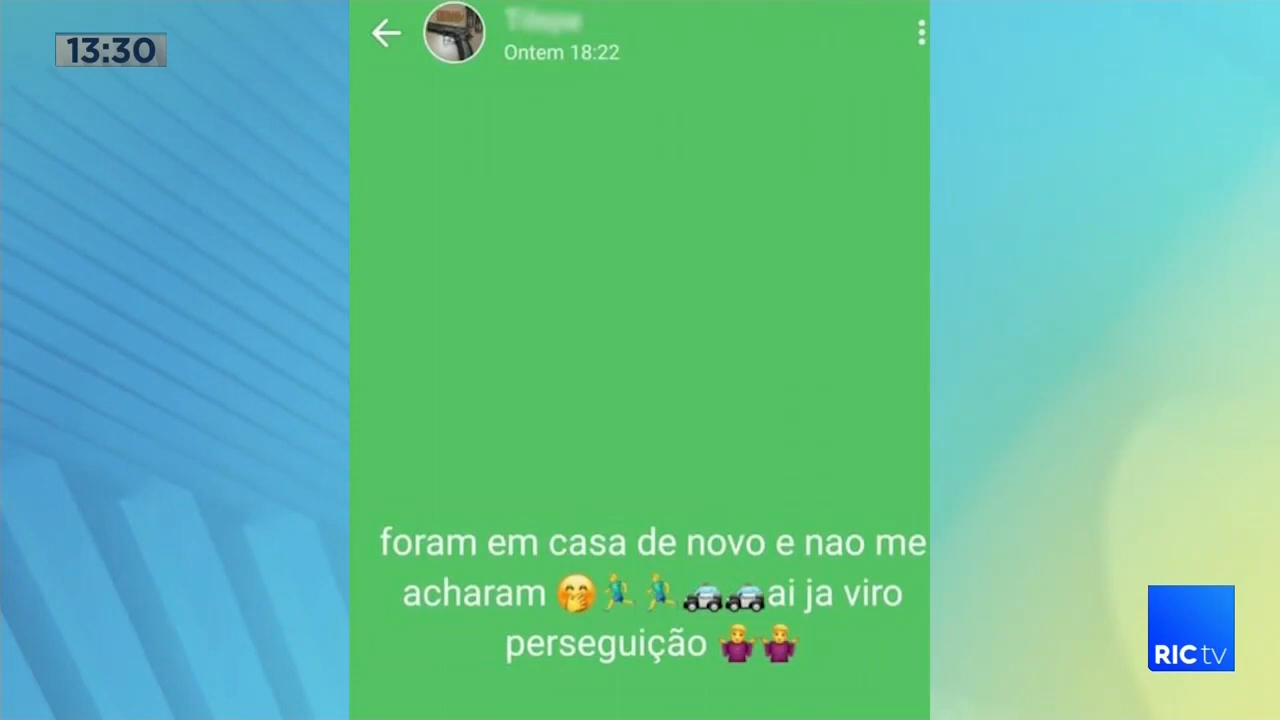 13:30
Ontem 18:22
foram em casa de novo e nao me
acharam 🤭🏃‍♂️🏃‍♂️🚓🚓ai ja viro
perseguição 🤷‍♂️🤷‍♂️
RIC tv